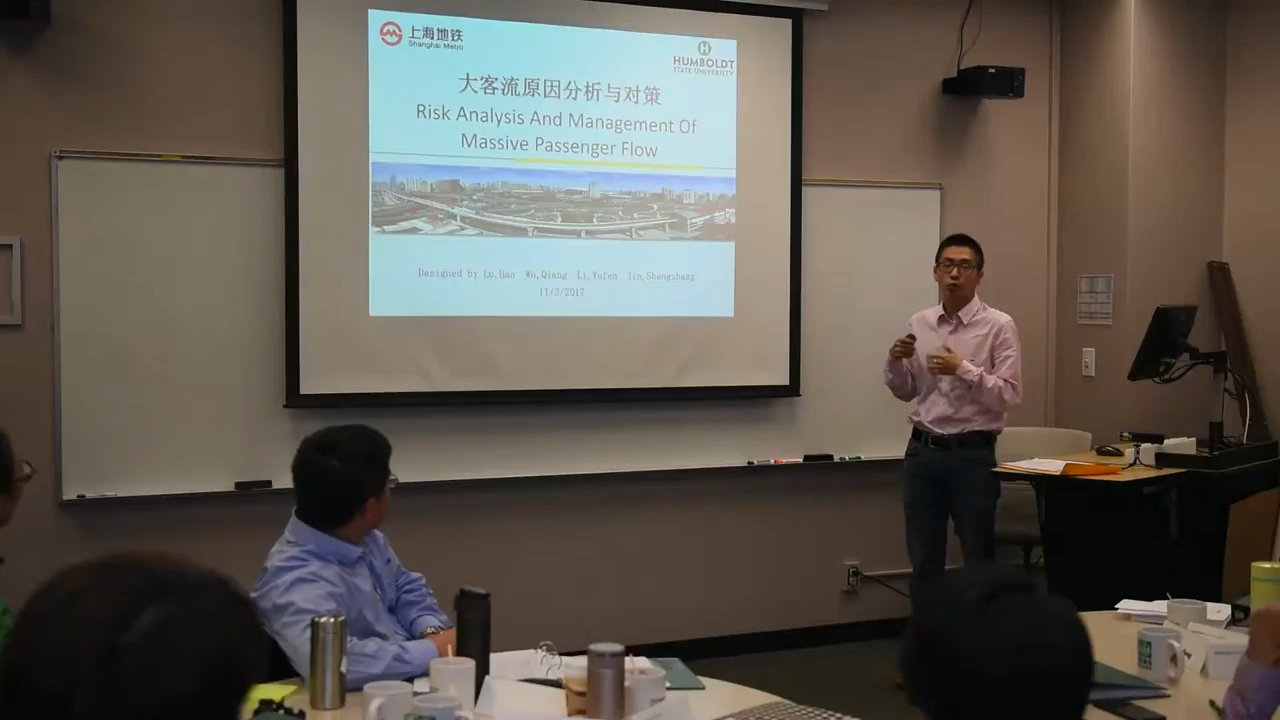 上海地铁
Shanghai Metro
HUMBOLDT
STATE UNIVERSITY
大客流原因分析与对策
Risk Analysis And Management Of
Massive Passenger Flow
Designed by Lu,Hao Wu,Qiang Li,Yufen Jin,Shengzhang
11/3/2017